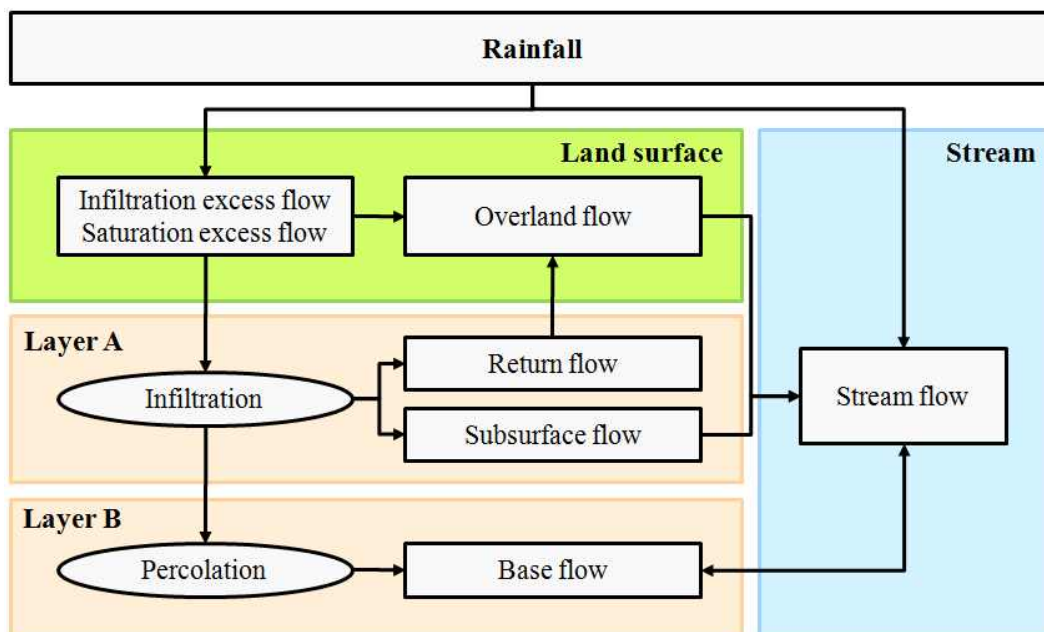 Rainfall
Land surface
Stream
Infiltration excess flow
Saturation excess flow
Overland flow
Layer A
Return flow
Infiltration
Stream flow
Subsurface flow
Layer B
Percolation
Base flow